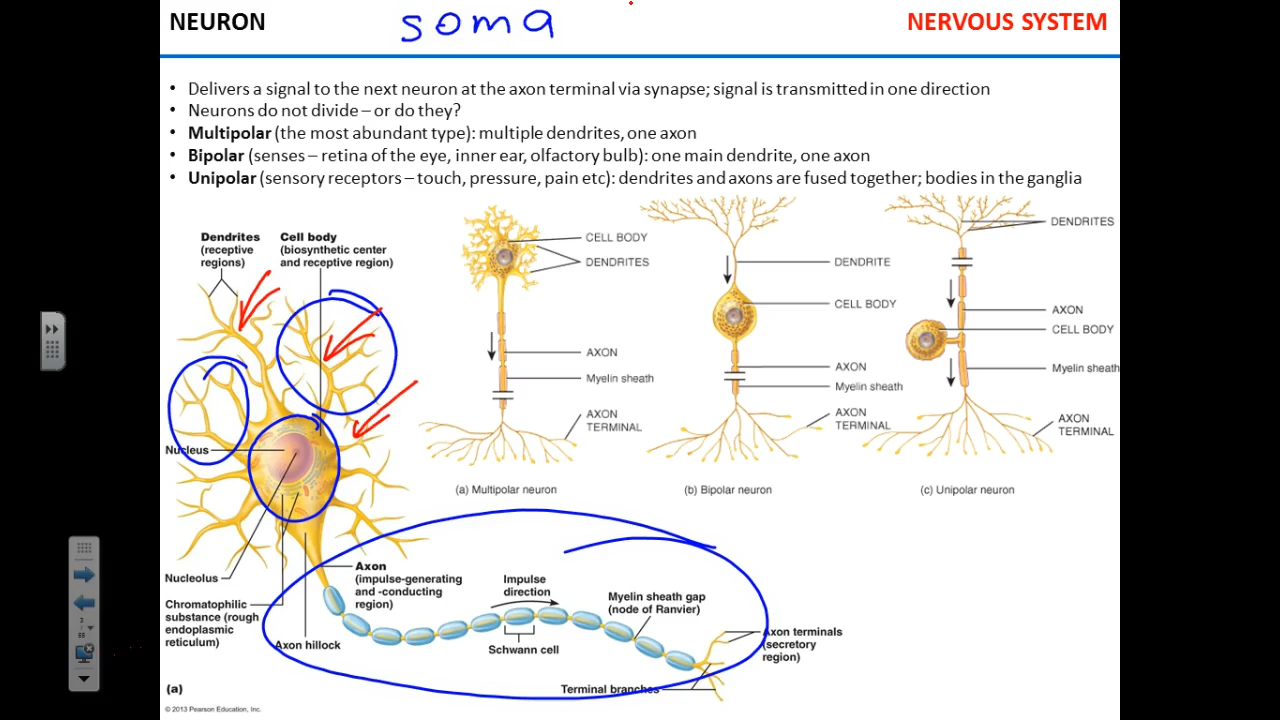 NEURON
soma
NERVOUS SYSTEM
• Delivers a signal to the next neuron at the axon terminal via synapse; signal is transmitted in one direction
• Neurons do not divide – or do they?
• Multipolar (the most abundant type): multiple dendrites, one axon
• Bipolar (senses – retina of the eye, inner ear, olfactory bulb): one main dendrite, one axon
• Unipolar (sensory receptors – touch, pressure, pain etc): dendrites and axons are fused together; bodies in the ganglia
Dendrites
(receptive
regions)
Cell body
(biosynthetic center
and receptive region)
Nucleus
Nucleolus
Chromatophilic
substance (rough
endoplasmic
reticulum)
Axon hillock
Axon
(impulse-generating
and -conducting
region)
Impulse
direction
Schwann cell
Myelin sheath gap
(node of Ranvier)
Terminal branches
Axon terminals
(secretory
region)
(a)
© 2013 Pearson Education, Inc.
CELL BODY
DENDRITES
AXON
Myelin sheath
AXON
TERMINAL
(a) Multipolar neuron
DENDRITE
CELL BODY
AXON
Myelin sheath
AXON
TERMINAL
(b) Bipolar neuron
DENDRITES
AXON
CELL BODY
Myelin sheath
AXON
TERMINAL
(c) Unipolar neuron